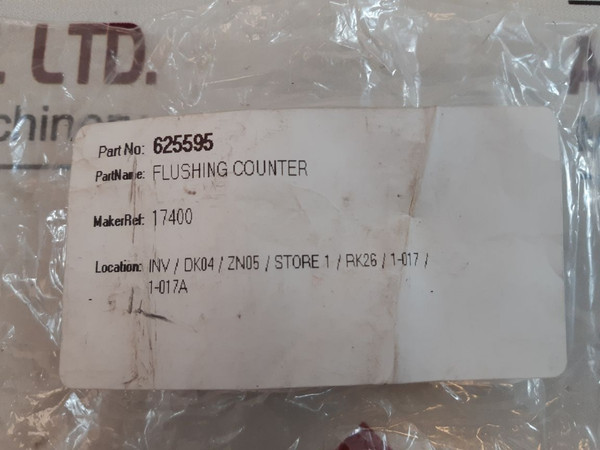 . LTD.
Part No: 625595
PartName: FLUSHING COUNTER
MakerRef: 17400
Location: INV / DK04 / ZN05 / STORE 1 / RK26 / 1-017 /
1-017A